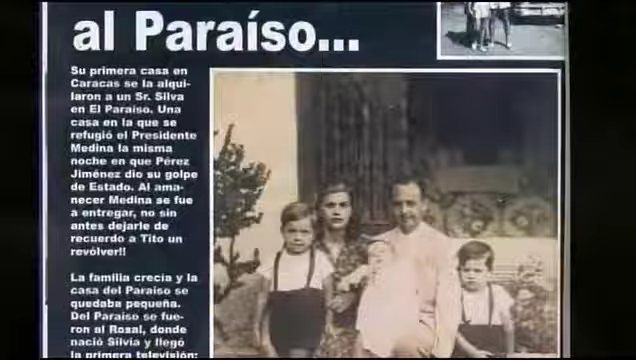 al Paraíso...
Su primera casa en
Caracas se la alqui-
laron a un Sr. Silva
en El Paraíso. Una
casa en la que se
refugió el Presidente
Medina la misma
noche en que Pérez
Jiménez dio su golpe
de Estado. Al ama-
necer Medina se fue
a entregar, no sin
antes dejarle de
recuerdo a Tito un
revólver!!
La familia crecía y la
casa del Paraíso se
quedaba pequeña.
Del Paraíso se fue-
ron al Rosal, donde
nació Silvia y llegó
la primera televisión: